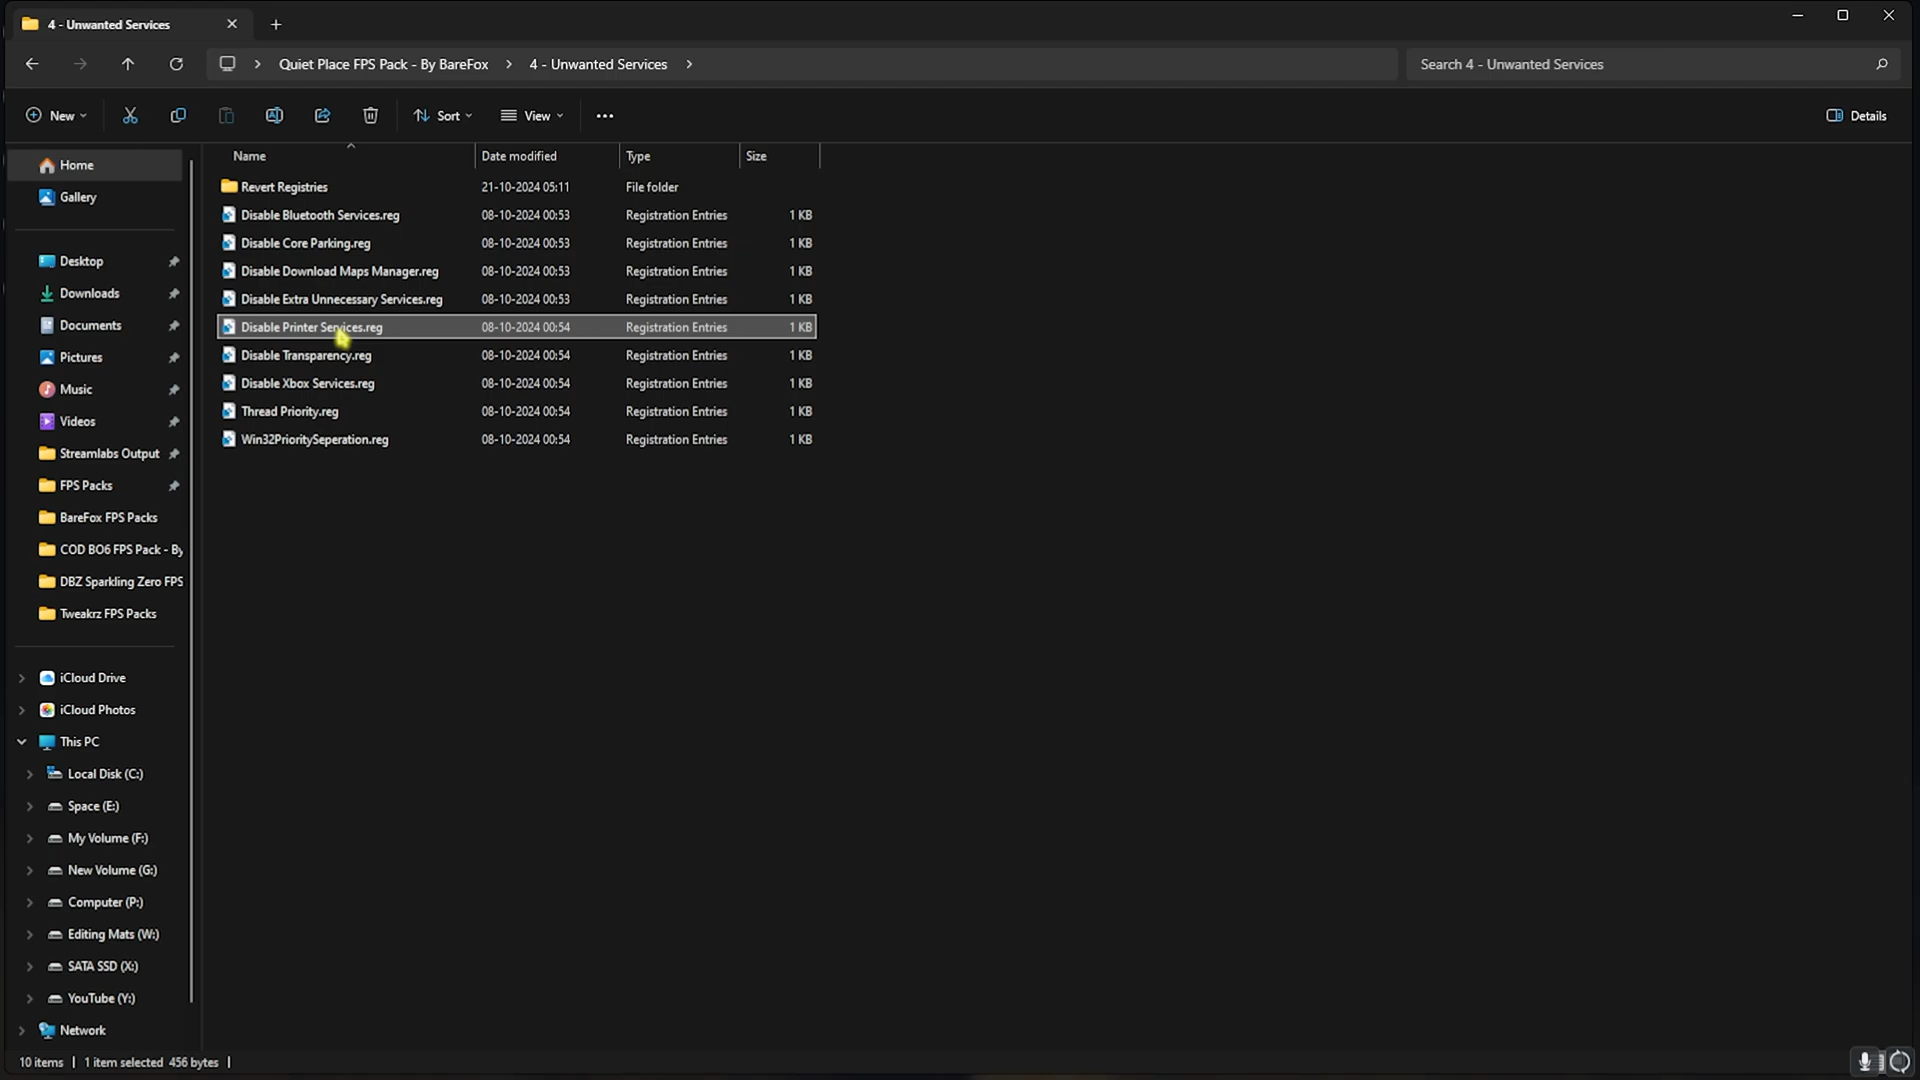 4 - Unwanted Services
Quiet Place FPS Pack - By BareFox > 4 - Unwanted Services >
Search 4 - Unwanted Services
New
Sort
View
Details
Name Date modified Type Size
Home
Gallery
Desktop
Downloads
Documents
Pictures
Music
Videos
Streamlabs Output
FPS Packs
BareFox FPS Packs
COD BO6 FPS Pack - By
DBZ Sparkling Zero FPS
Tweakrz FPS Packs
iCloud Drive
iCloud Photos
This PC
Local Disk (C:)
Space (E:)
My Volume (F:)
New Volume (G:)
Computer (P:)
Editing Mats (W:)
SATA SSD (X:)
YouTube (Y:)
Network
Revert Registries 21-10-2024 05:11 File folder
Disable Bluetooth Services.reg 08-10-2024 00:53 Registration Entries 1 KB
Disable Core Parking.reg 08-10-2024 00:53 Registration Entries 1 KB
Disable Download Maps Manager.reg 08-10-2024 00:53 Registration Entries 1 KB
Disable Extra Unnecessary Services.reg 08-10-2024 00:53 Registration Entries 1 KB
Disable Printer Services.reg 08-10-2024 00:54 Registration Entries 1 KB
Disable Transparency.reg 08-10-2024 00:54 Registration Entries 1 KB
Disable Xbox Services.reg 08-10-2024 00:54 Registration Entries 1 KB
Thread Priority.reg 08-10-2024 00:54 Registration Entries 1 KB
Win32PrioritySeperation.reg 08-10-2024 00:54 Registration Entries 1 KB
10 items | 1 item selected 456 bytes |